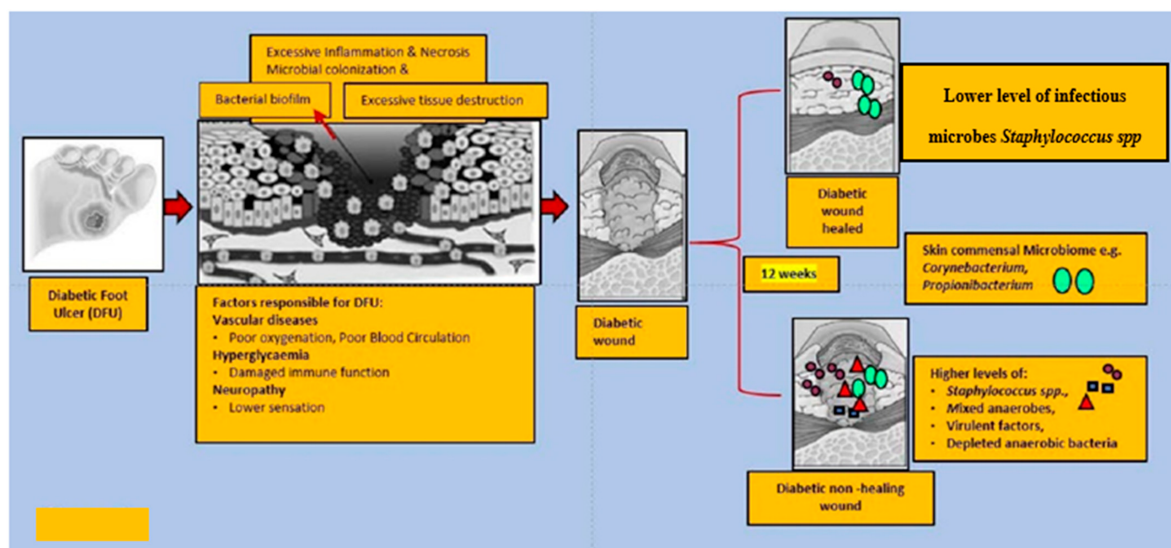 Excessive Inflammation & Necrosis
Microbial colonization &
Bacterial biofilm
Excessive tissue destruction
Diabetic Foot
Ulcer (DFU)
Factors responsible for DFU:
Vascular diseases
• Poor oxygenation, Poor Blood Circulation
Hyperglycaemia
• Damaged immune function
Neuropathy
• Lower sensation
Diabetic
wound
12 weeks
Diabetic
wound
healed
Lower level of infectious
microbes Staphylococcus spp
Skin commensal Microbiome e.g.
Corynebacterium,
Propionibacterium
Diabetic non -healing
wound
Higher levels of:
• Staphylococcus spp.,
• Mixed anaerobes,
• Virulent factors,
• Depleted anaerobic bacteria